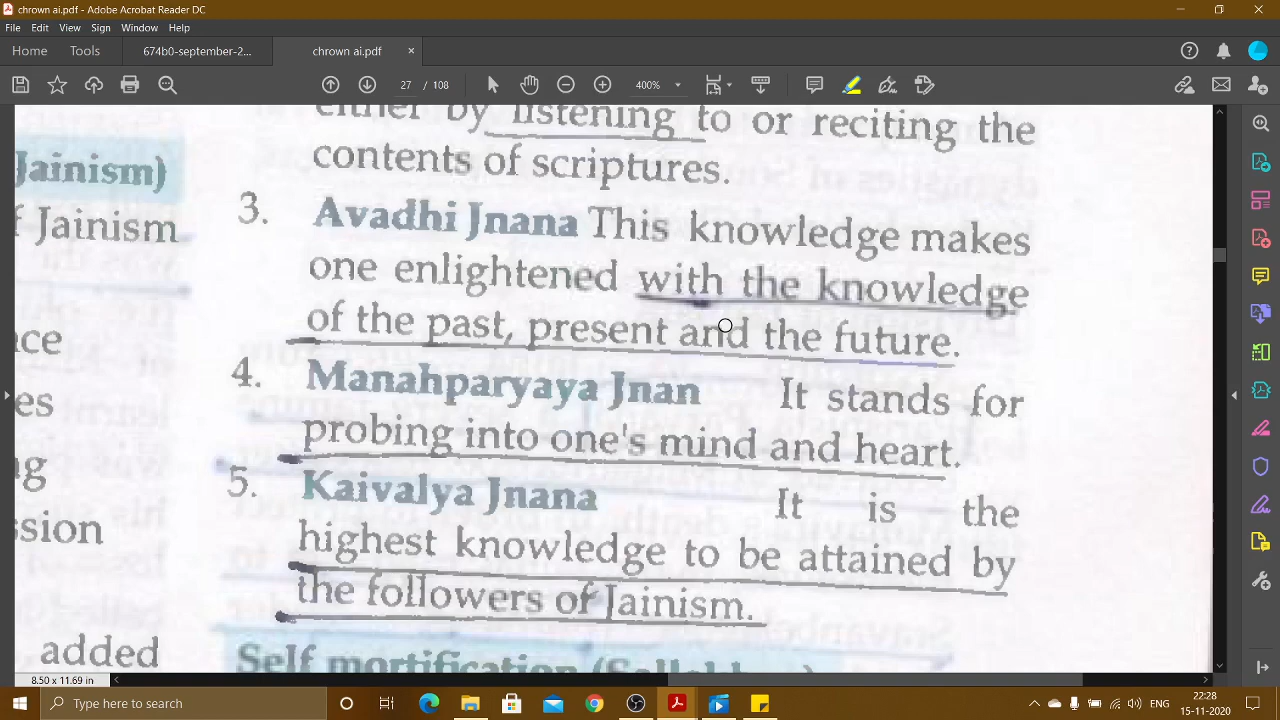 chrown ai.pdf - Adobe Acrobat Reader DC
File Edit View Sign Window Help
Home Tools 674b0-september-2... chrown ai.pdf ×
27 / 108 400%
either by listening to or reciting the
contents of scriptures.
3. Avadhi Jnana This knowledge makes
one enlightened with the knowledge
of the past, present and the future.
4. Manahparyaya Jnan It stands for
probing into one's mind and heart.
5. Kaivalya Jnana It is the
highest knowledge to be attained by
the followers of Jainism.
Self mortification
Jainism)
f Jainism
nce
es
ng
ssion
added
8.50 x 11.69 in
Type here to search
22:28
15-11-2020